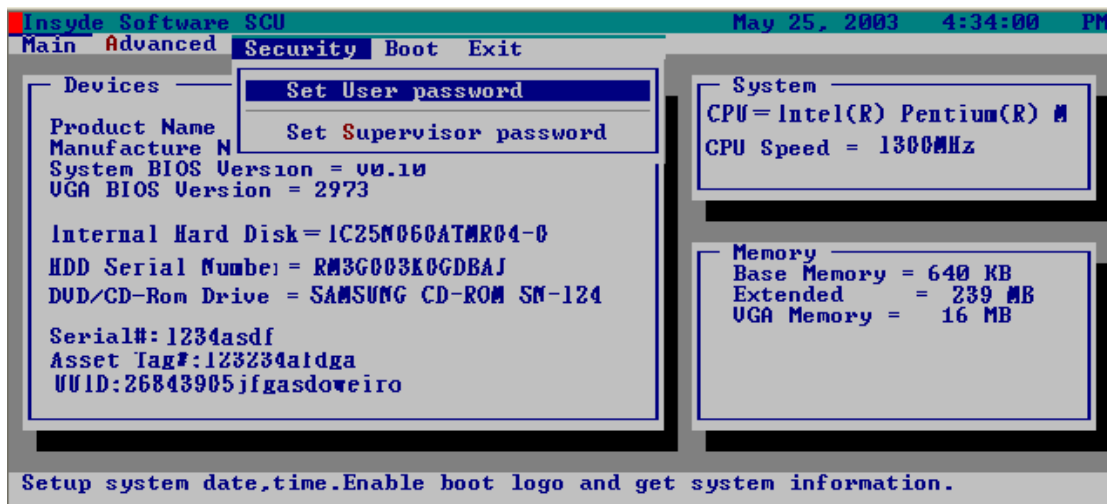 Insyde Software SCU May 25, 2003 4:34:00 PM
Main Advanced Security Boot Exit
Set User password
Set Supervisor password
Devices
Product Name
Manufacture N
System BIOS Version = V0.10
VGA BIOS Version = 2973
Internal Hard Disk = IC25N060ATMR04-0
HDD Serial Number = RM3G003K0GDBAJ
DVD/CD-Rom Drive = SAMSUNG CD-ROM SN-124
Serial#: 1234asdf
Asset Tag#:123234afdga
UUID:26843905jfgasdoweiro
System
CPU = Intel(R) Pentium(R) M
CPU Speed = 1300MHz
Memory
Base Memory = 640 KB
Extended = 239 MB
VGA Memory = 16 MB
Setup system date,time.Enable boot logo and get system information.